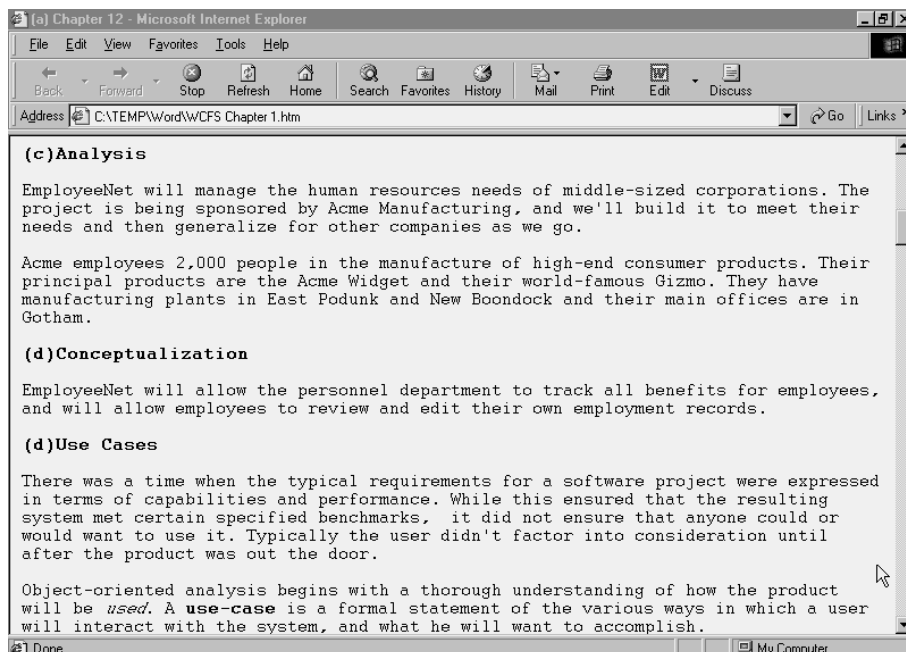 (a) Chapter 12 - Microsoft Internet Explorer
File Edit View Favorites Tools Help
Back Forward Stop Refresh Home Search Favorites History Mail Print Edit Discuss
Address C:\TEMP\Word\WCFS Chapter 1.htm Go Links
(c)Analysis
EmployeeNet will manage the human resources needs of middle-sized corporations. The
project is being sponsored by Acme Manufacturing, and we'll build it to meet their
needs and then generalize for other companies as we go.
Acme employees 2,000 people in the manufacture of high-end consumer products. Their
principal products are the Acme Widget and their world-famous Gizmo. They have
manufacturing plants in East Podunk and New Boondock and their main offices are in
Gotham.
(d)Conceptualization
EmployeeNet will allow the personnel department to track all benefits for employees,
and will allow employees to review and edit their own employment records.
(d)Use Cases
There was a time when the typical requirements for a software project were expressed
in terms of capabilities and performance. While this ensured that the resulting
system met certain specified benchmarks,  it did not ensure that anyone could or
would want to use it. Typically the user didn't factor into consideration until
after the product was out the door.
Object-oriented analysis begins with a thorough understanding of how the product
will be used. A use-case is a formal statement of the various ways in which a user
will interact with the system, and what he will want to accomplish.
Done My Computer